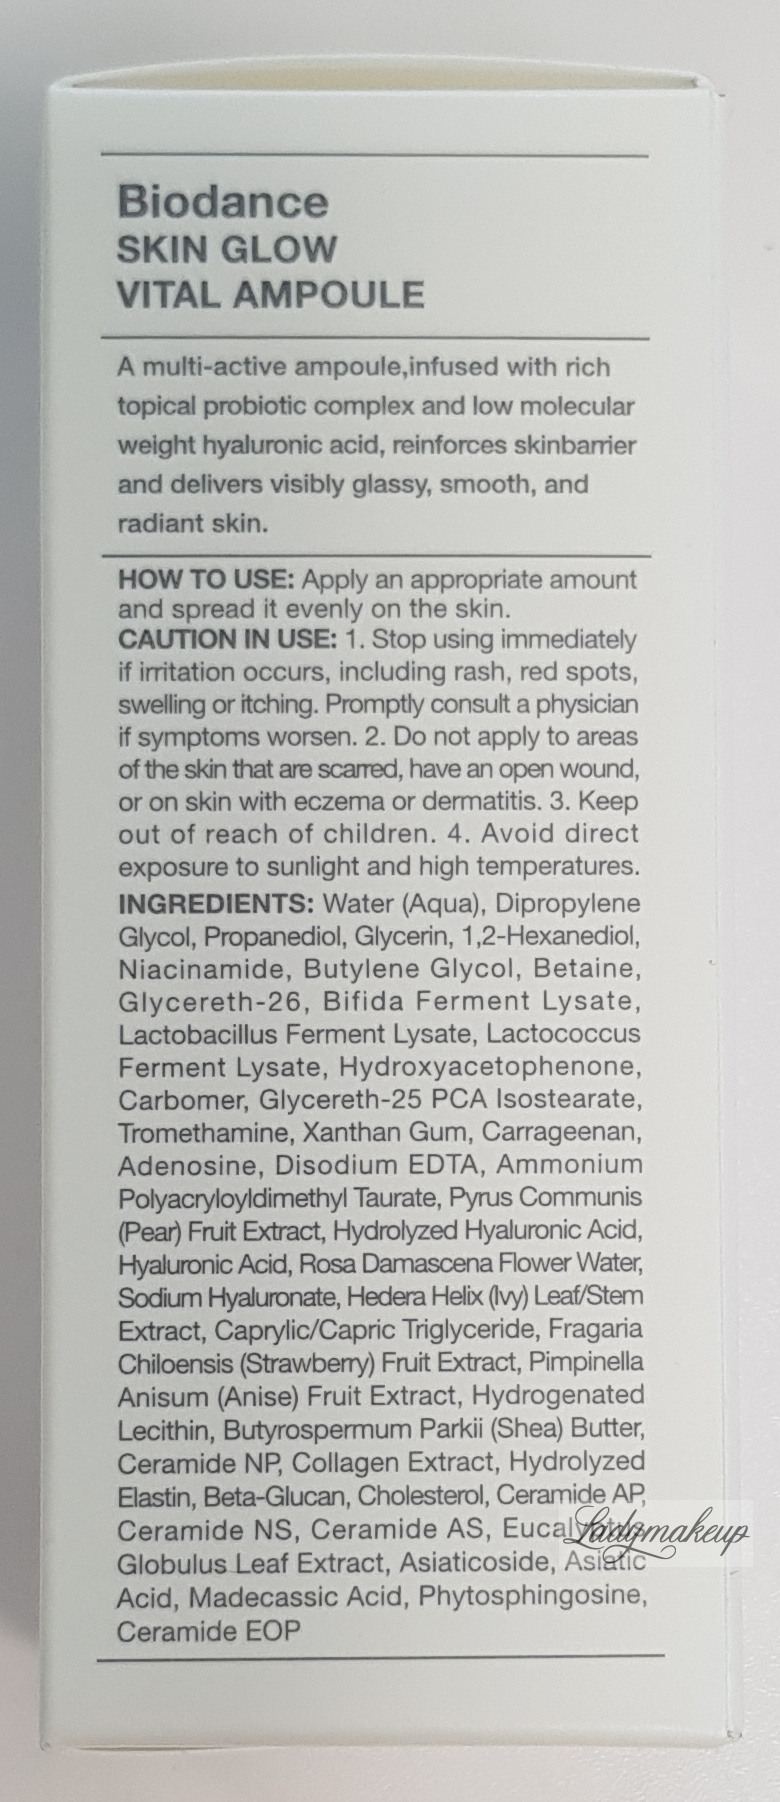 Biodance
SKIN GLOW
VITAL AMPOULE
A multi-active ampoule,infused with rich
topical probiotic complex and low molecular
weight hyaluronic acid, reinforces skinbarrier
and delivers visibly glassy, smooth, and
radiant skin.
HOW TO USE: Apply an appropriate amount
and spread it evenly on the skin.
CAUTION IN USE: 1. Stop using immediately
if irritation occurs, including rash, red spots,
swelling or itching. Promptly consult a physician
if symptoms worsen. 2. Do not apply to areas
of the skin that are scarred, have an open wound,
or on skin with eczema or dermatitis. 3. Keep
out of reach of children. 4. Avoid direct
exposure to sunlight and high temperatures.
INGREDIENTS: Water (Aqua), Dipropylene
Glycol, Propanediol, Glycerin, 1,2-Hexanediol,
Niacinamide, Butylene Glycol, Betaine,
Glycereth-26, Bifida Ferment Lysate,
Lactobacillus Ferment Lysate, Lactococcus
Ferment Lysate, Hydroxyacetophenone,
Carbomer, Glycereth-25 PCA Isostearate,
Tromethamine, Xanthan Gum, Carrageenan,
Adenosine, Disodium EDTA, Ammonium
Polyacryloyldimethyl Taurate, Pyrus Communis
(Pear) Fruit Extract, Hydrolyzed Hyaluronic Acid,
Hyaluronic Acid, Rosa Damascena Flower Water,
Sodium Hyaluronate, Hedera Helix (Ivy) Leaf/Stem
Extract, Caprylic/Capric Triglyceride, Fragaria
Chiloensis (Strawberry) Fruit Extract, Pimpinella
Anisum (Anise) Fruit Extract, Hydrogenated
Lecithin, Butyrospermum Parkii (Shea) Butter,
Ceramide NP, Collagen Extract, Hydrolyzed
Elastin, Beta-Glucan, Cholesterol, Ceramide AP,
Ceramide NS, Ceramide AS, Eucalyptus
Ladymakeup
Globulus Leaf Extract, Asiaticoside, Asiatic
Acid, Madecassic Acid, Phytosphingosine,
Ceramide EOP